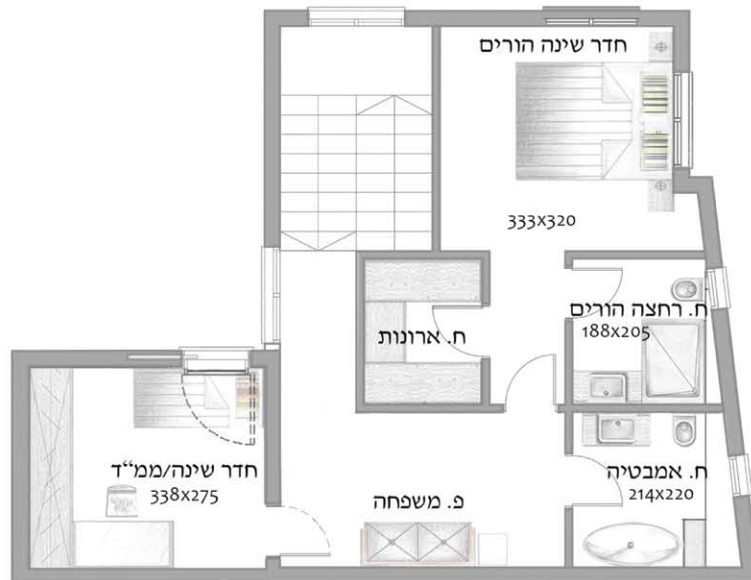 חדר שינה הורים
333x320
ח. רחצה הורים
188x205
ח. ארונות
חדר שינה/ממ“ד
338x275
פ. משפחה
ח. אמבטיה
214x220